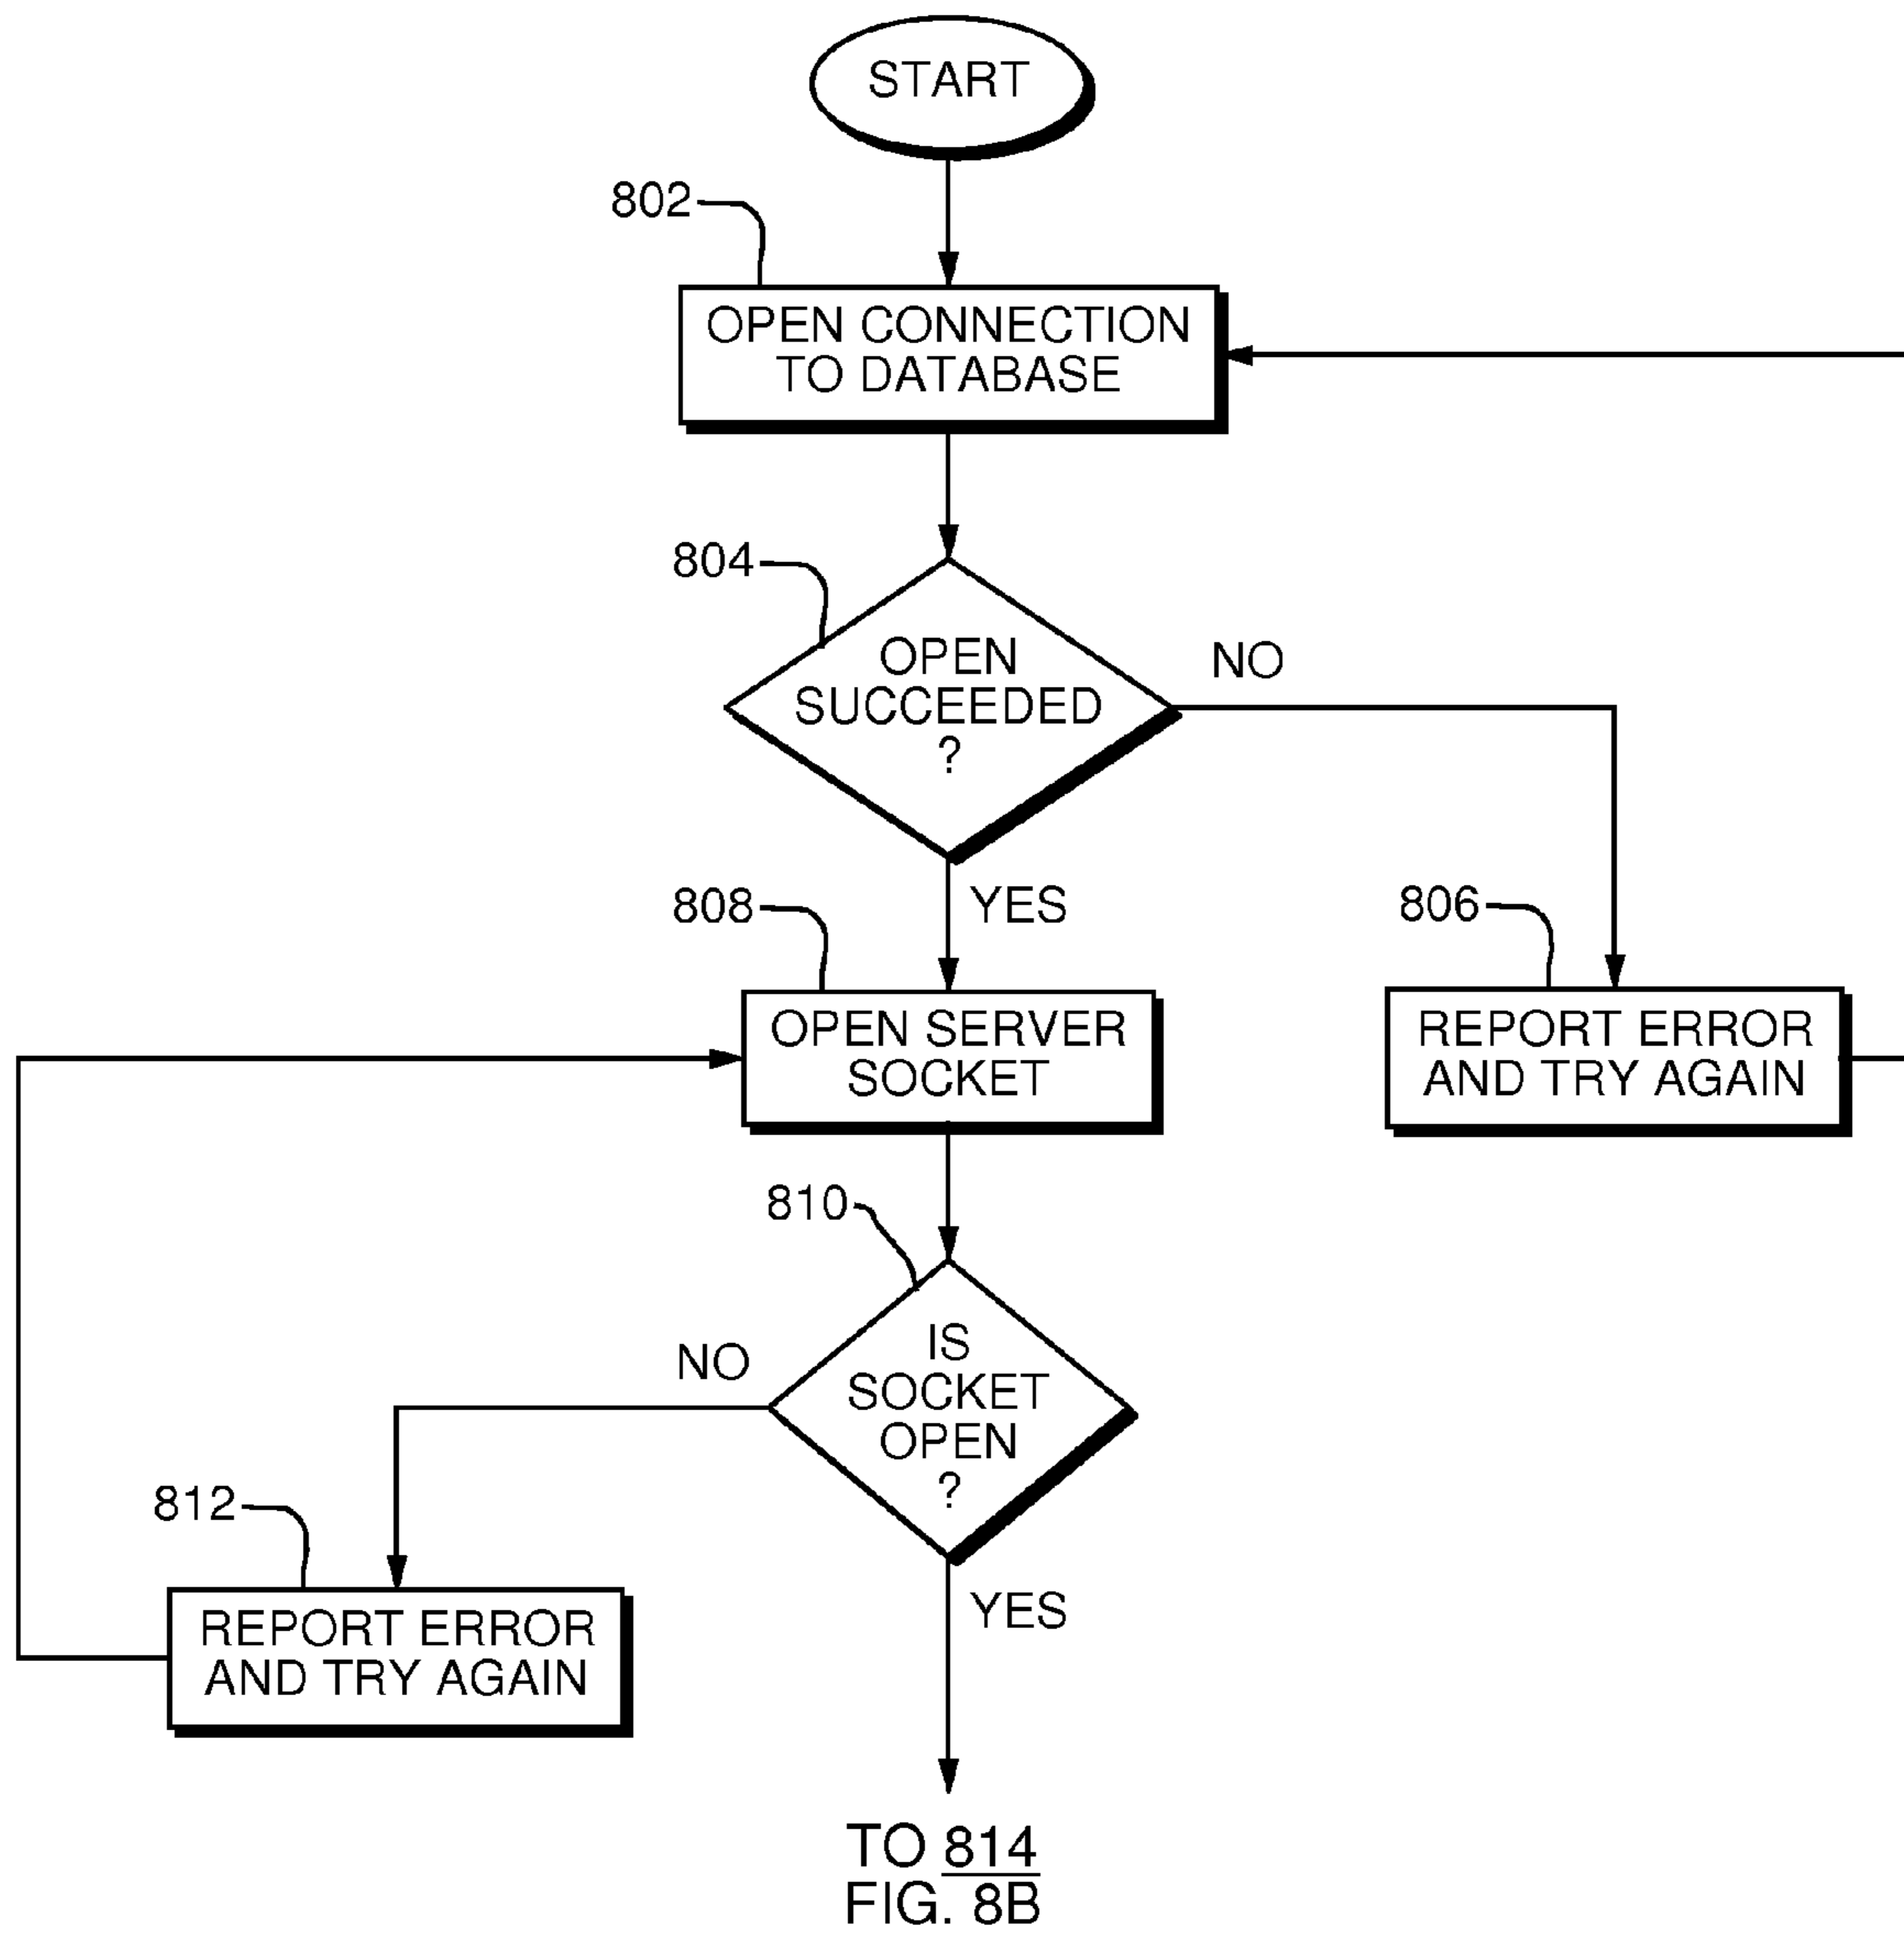 START
802
OPEN CONNECTION
TO DATABASE
804
OPEN
SUCCEEDED
?
NO
YES
808
806
OPEN SERVER
SOCKET
REPORT ERROR
AND TRY AGAIN
810
IS
SOCKET
OPEN
?
NO
812
YES
REPORT ERROR
AND TRY AGAIN
TO 814
FIG. 8B